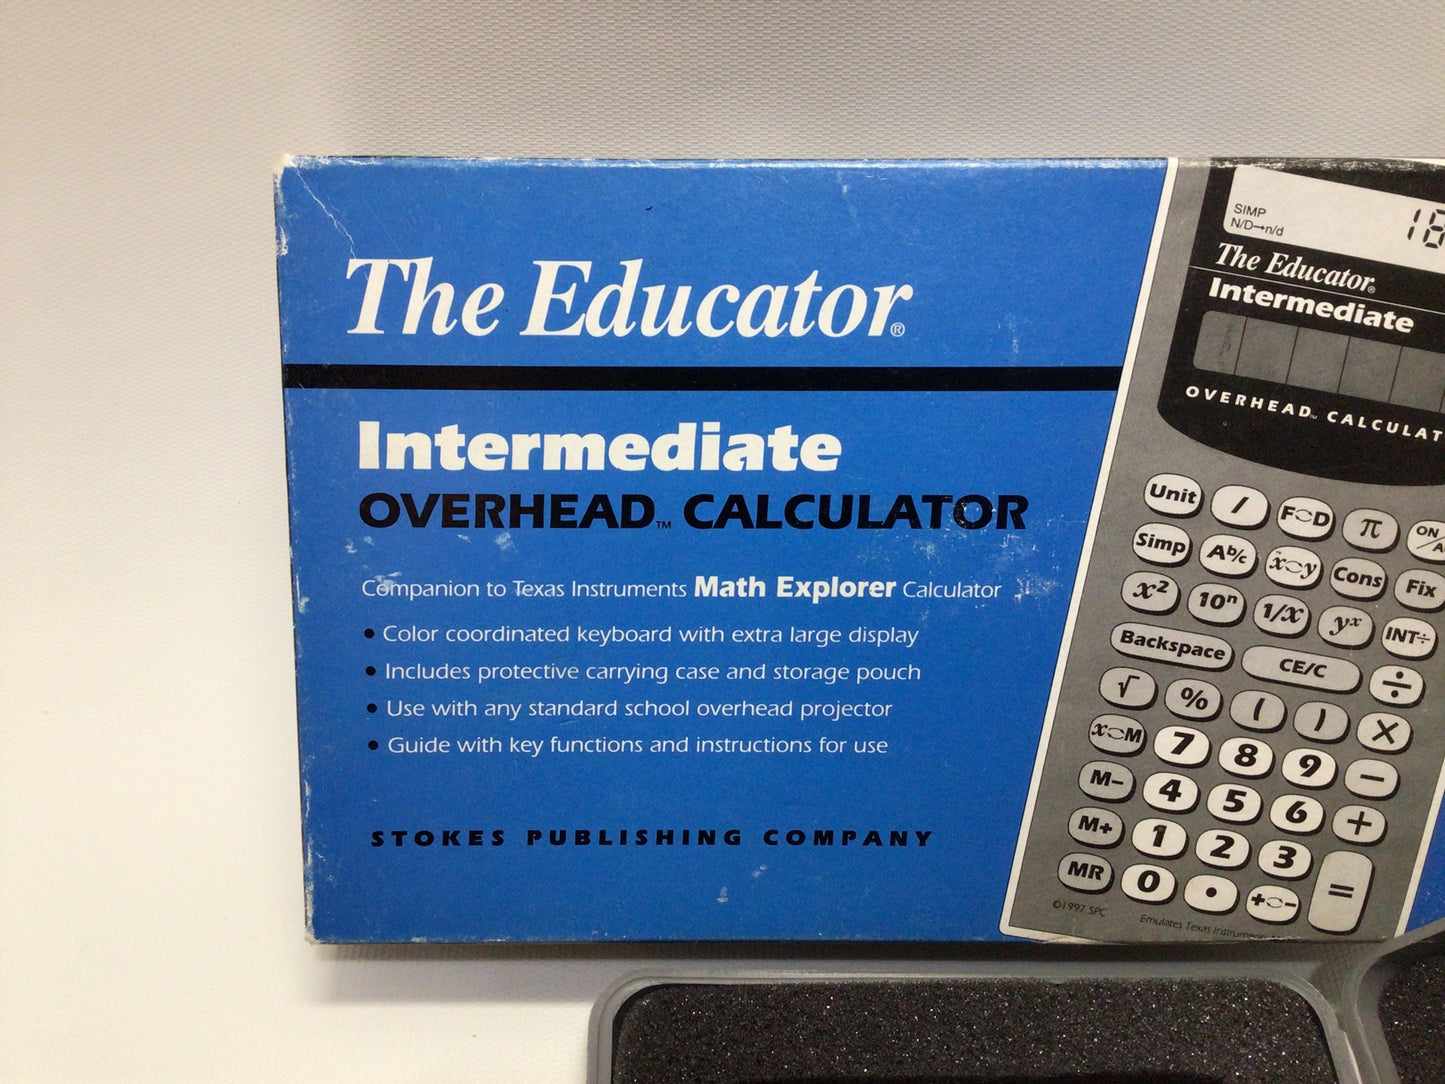 The Educator®
Intermediate
OVERHEAD™ CALCULATOR
Companion to Texas Instruments Math Explorer Calculator
• Color coordinated keyboard with extra large display
• Includes protective carrying case and storage pouch
• Use with any standard school overhead projector
• Guide with key functions and instructions for use
STOKES PUBLISHING COMPANY
SIMP
N/D→n/d
The Educator®
Intermediate
OVERHEAD™
Unit / F⇄D π ON
Simp Ab/c x⇄y Cons Fix
x² 10ⁿ 1/x yˣ INT÷
Backspace CE/C ÷
√ % ( ) ×
x⇄M 7 8 9 −
M− 4 5 6 +
M+ 1 2 3 =
MR 0 • +⇄−
©1997 SPC
Emulates Texas Instruments